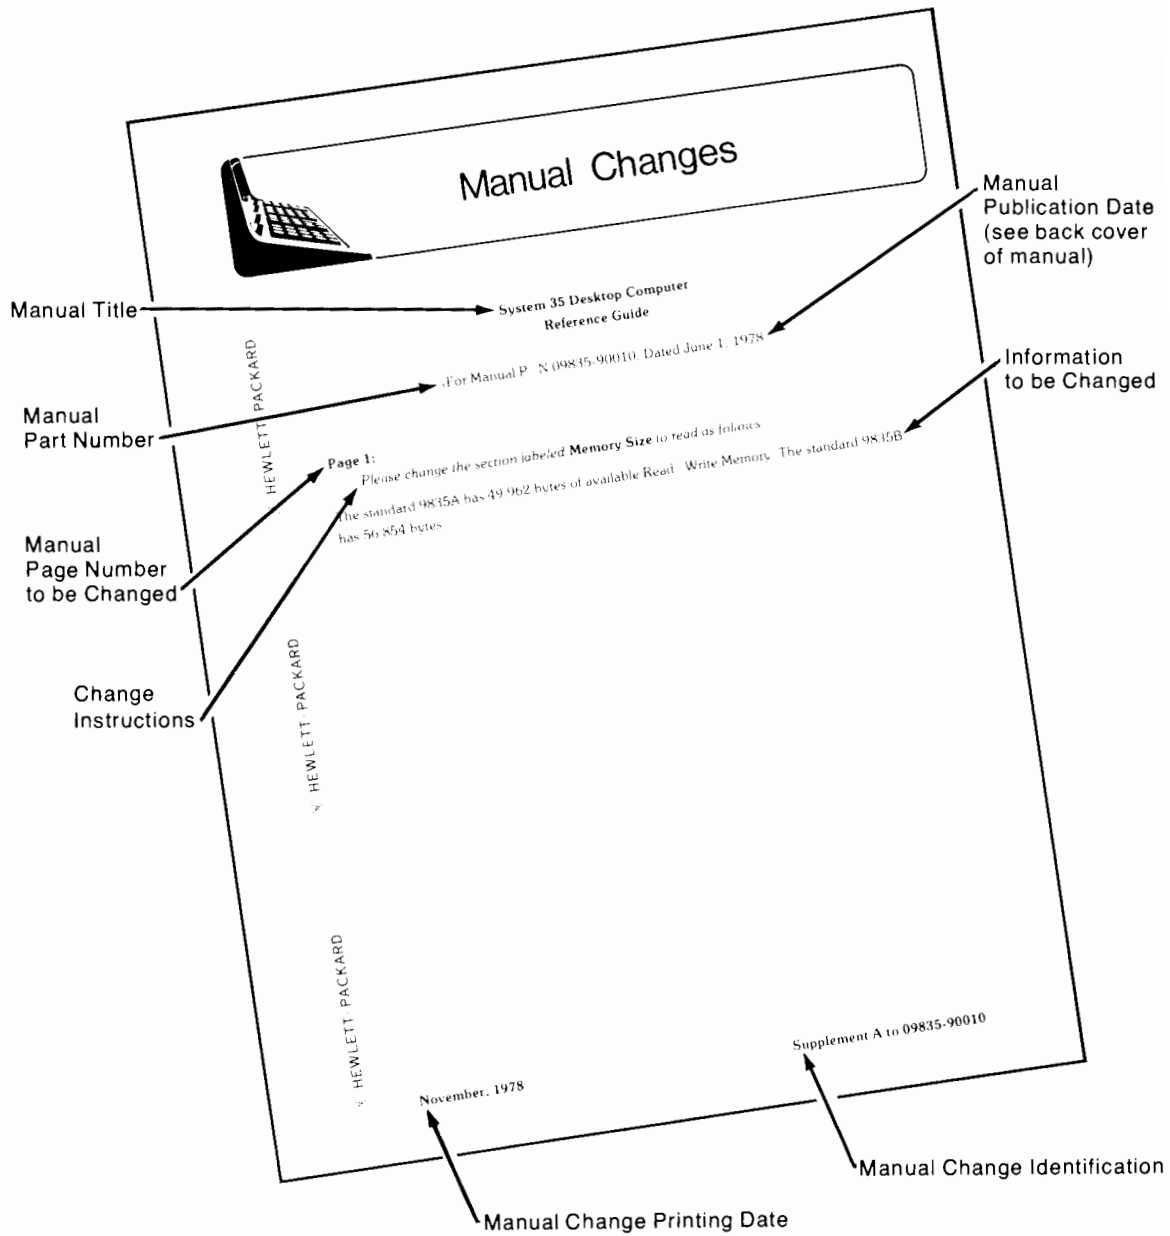 Manual Changes
Manual
Publication Date
(see back cover
of manual)
Manual Title
System 35 Desktop Computer
Reference Guide
For Manual P N 09835-90010, Dated June 1, 1978
Information
to be Changed
Manual
Part Number
HEWLETT·PACKARD
Page 1:
Please change the section labeled Memory Size to read as follows
The standard 9835A has 49 962 bytes of available Read Write Memory The standard 9835B
has 56 854 bytes
Manual
Page Number
to be Changed
Change
Instructions
HEWLETT·PACKARD
HEWLETT·PACKARD
Supplement A to 09835-90010
November, 1978
Manual Change Identification
Manual Change Printing Date